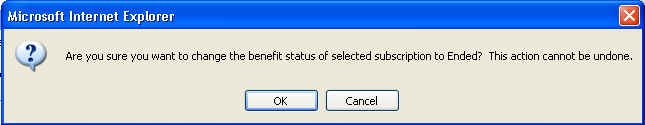 Microsoft Internet Explorer
Are you sure you want to change the benefit status of selected subscription to Ended? This action cannot be undone.
OK
Cancel